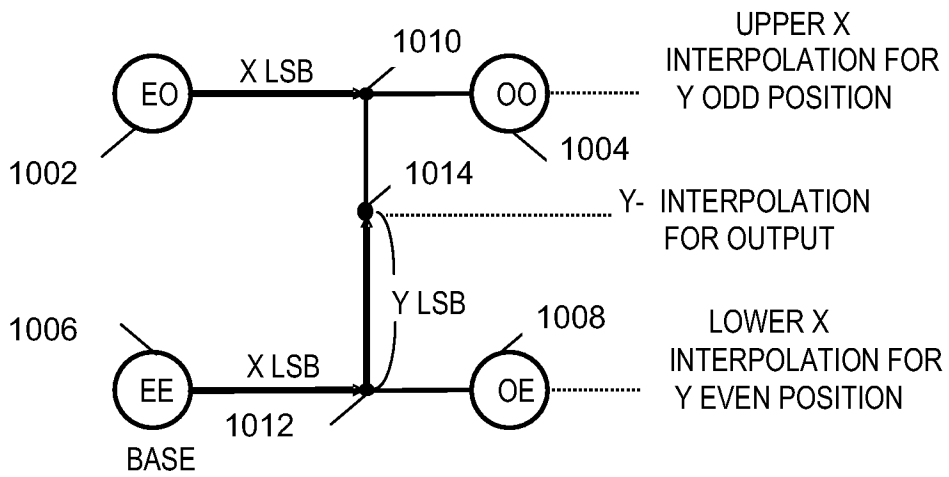 UPPER X
INTERPOLATION FOR
Y ODD POSITION
1010
X LSB
EO
OO
1002
1014
1004
Y- INTERPOLATION
FOR OUTPUT
Y LSB
1006
1008
LOWER X
INTERPOLATION FOR
Y EVEN POSITION
X LSB
EE
OE
1012
BASE